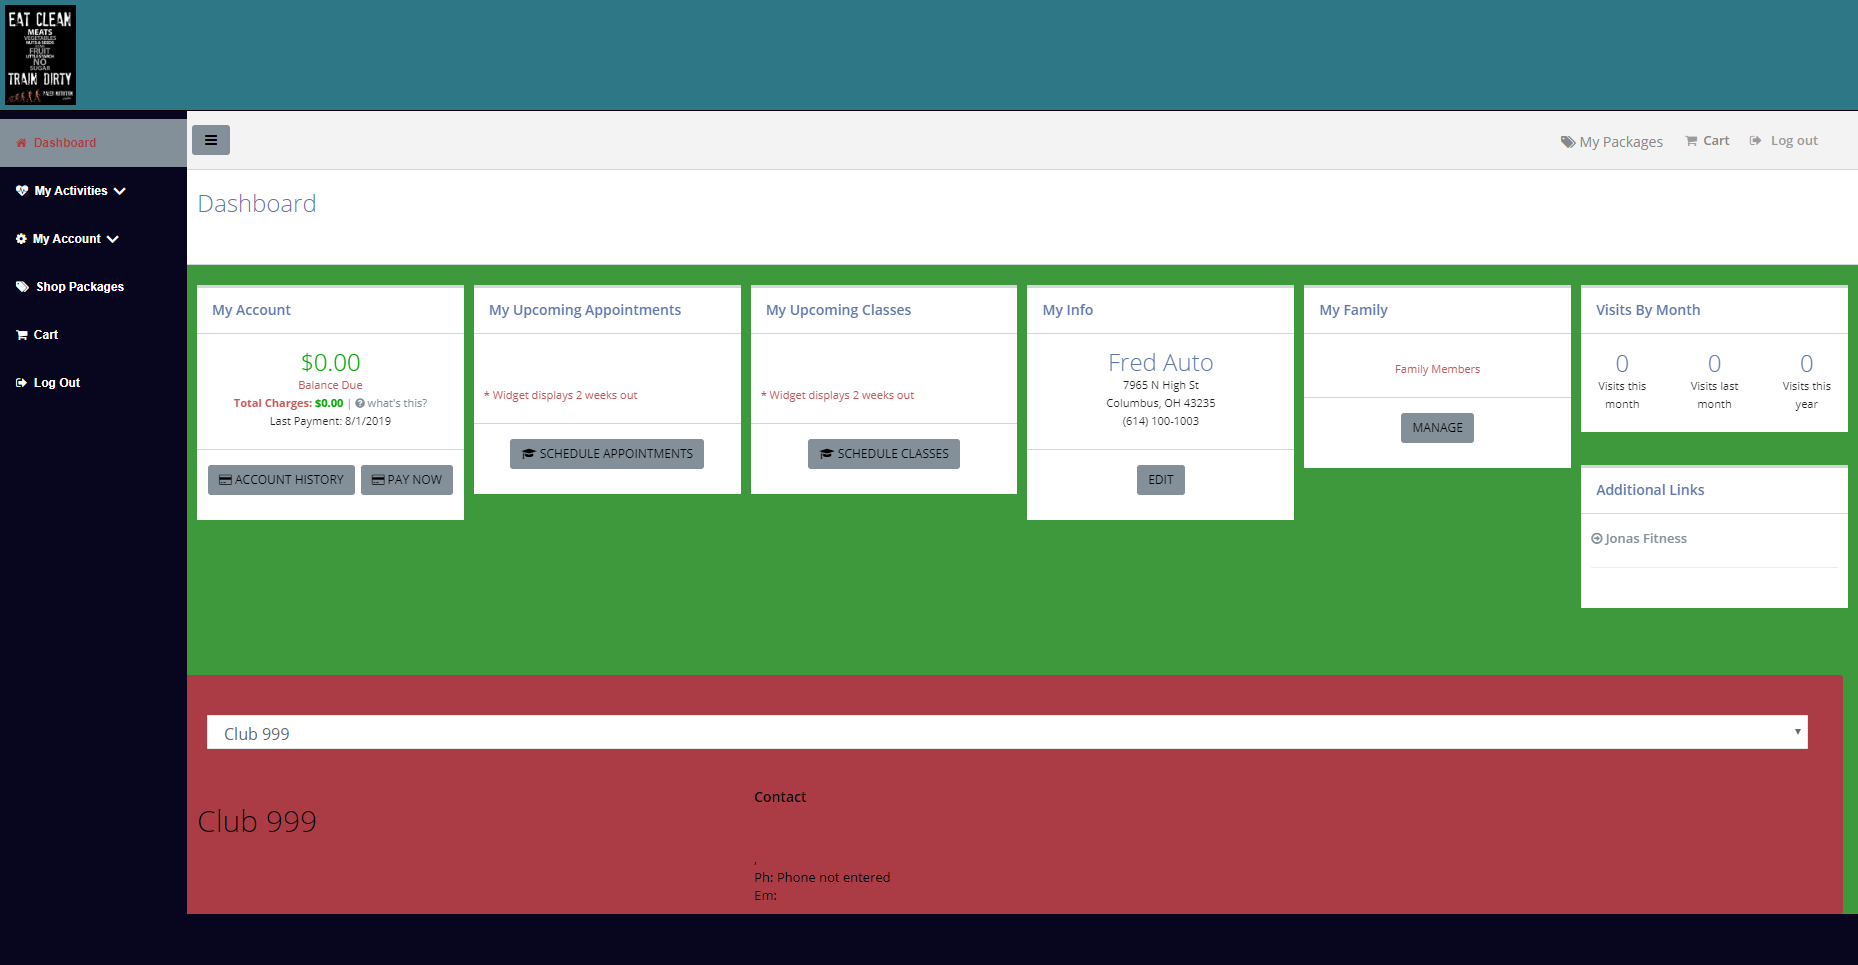 EAT CLEAN
MEATS
VEGETABLES
NUTS & SEEDS
FRUIT
LITTLE STARCH
NO
SUGAR
TRAIN DIRTY
My Packages
Cart
Log out
Dashboard
My Activities
My Account
Shop Packages
Cart
Log Out
Dashboard
My Account
$0.00
Balance Due
Total Charges: $0.00 | what's this?
Last Payment: 8/1/2019
ACCOUNT HISTORY
PAY NOW
My Upcoming Appointments
* Widget displays 2 weeks out
SCHEDULE APPOINTMENTS
My Upcoming Classes
* Widget displays 2 weeks out
SCHEDULE CLASSES
My Info
Fred Auto
7965 N High St
Columbus, OH 43235
(614) 100-1003
EDIT
My Family
Family Members
MANAGE
Visits By Month
0
Visits this
month
0
Visits last
month
0
Visits this
year
Additional Links
Jonas Fitness
Club 999
Club 999
Contact
,
Ph: Phone not entered
Em: